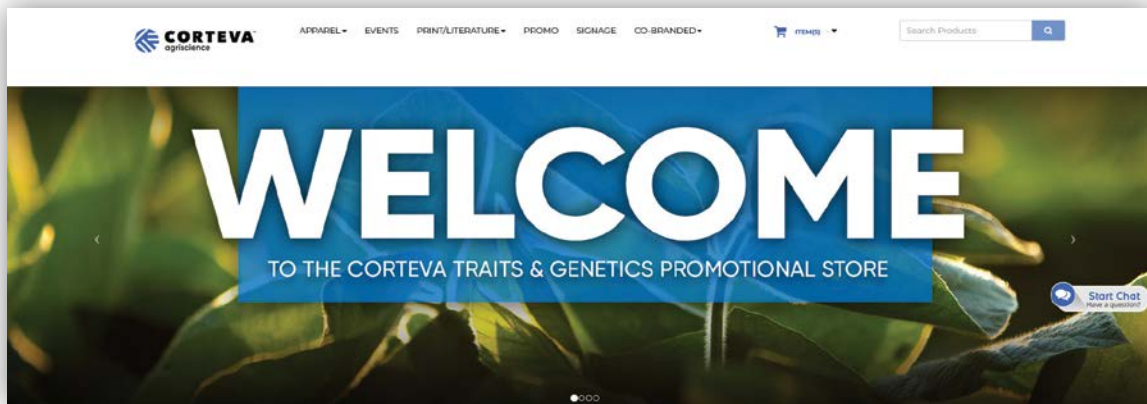 CORTEVA
agriscience
APPAREL EVENTS PRINT/LITERATURE PROMO SIGNAGE CO-BRANDED ITEM(S) Search Products
WELCOME
TO THE CORTEVA TRAITS & GENETICS PROMOTIONAL STORE
Start Chat
Have a question?